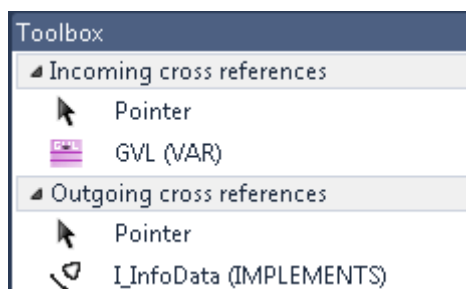 Toolbox
Incoming cross references
Pointer
GVL (VAR)
Outgoing cross references
Pointer
I_InfoData (IMPLEMENTS)